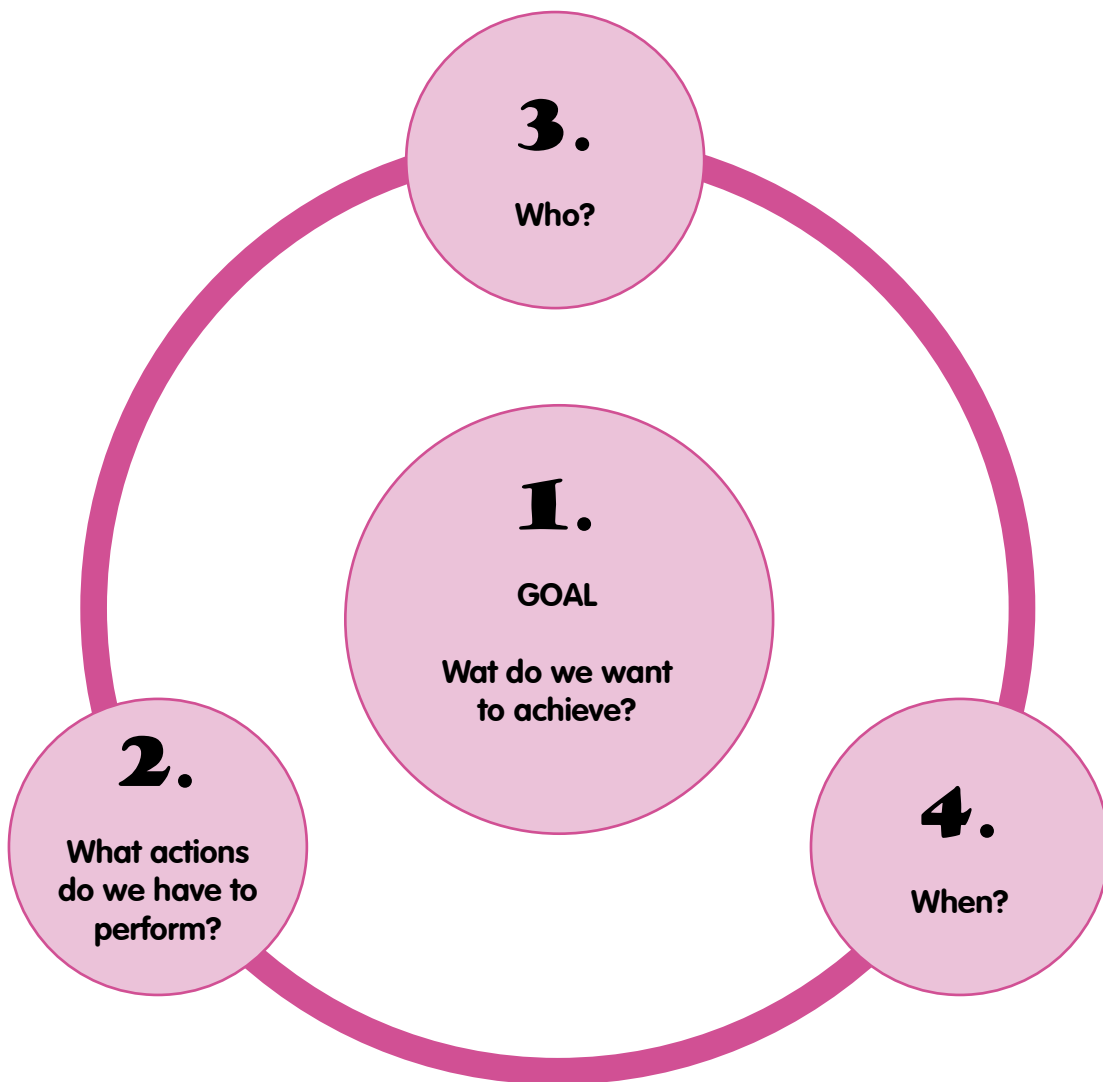 3.
Who?
1.
GOAL
Wat do we want
to achieve?
2.
What actions
do we have to
perform?
4.
When?